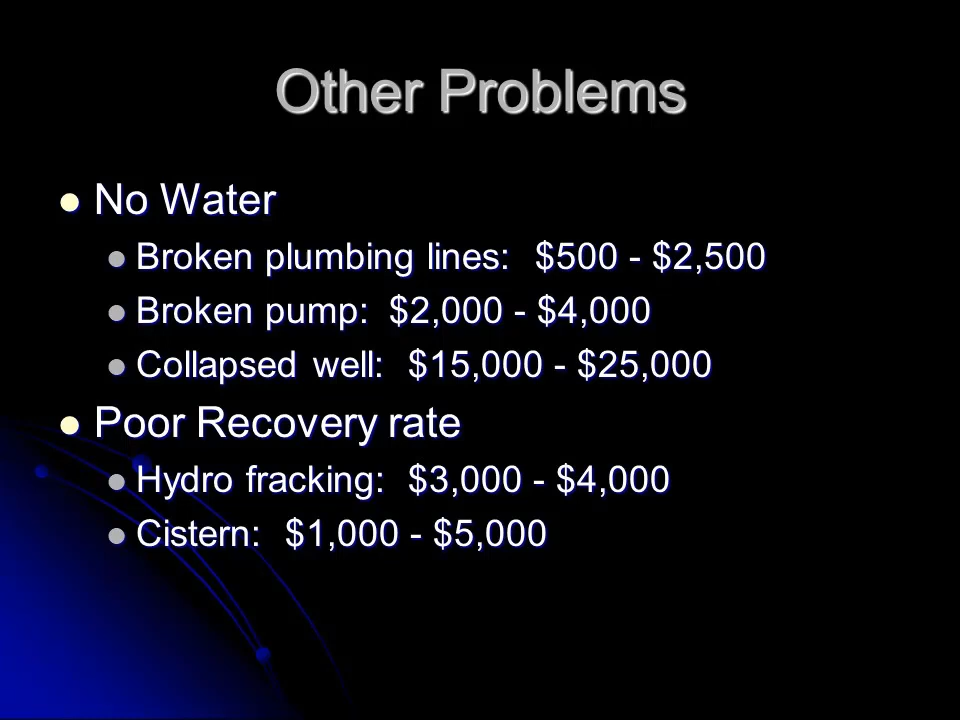 Other Problems
No Water
Broken plumbing lines:  $500 - $2,500
Broken pump:  $2,000 - $4,000
Collapsed well:  $15,000 - $25,000
Poor Recovery rate
Hydro fracking:  $3,000 - $4,000
Cistern:  $1,000 - $5,000